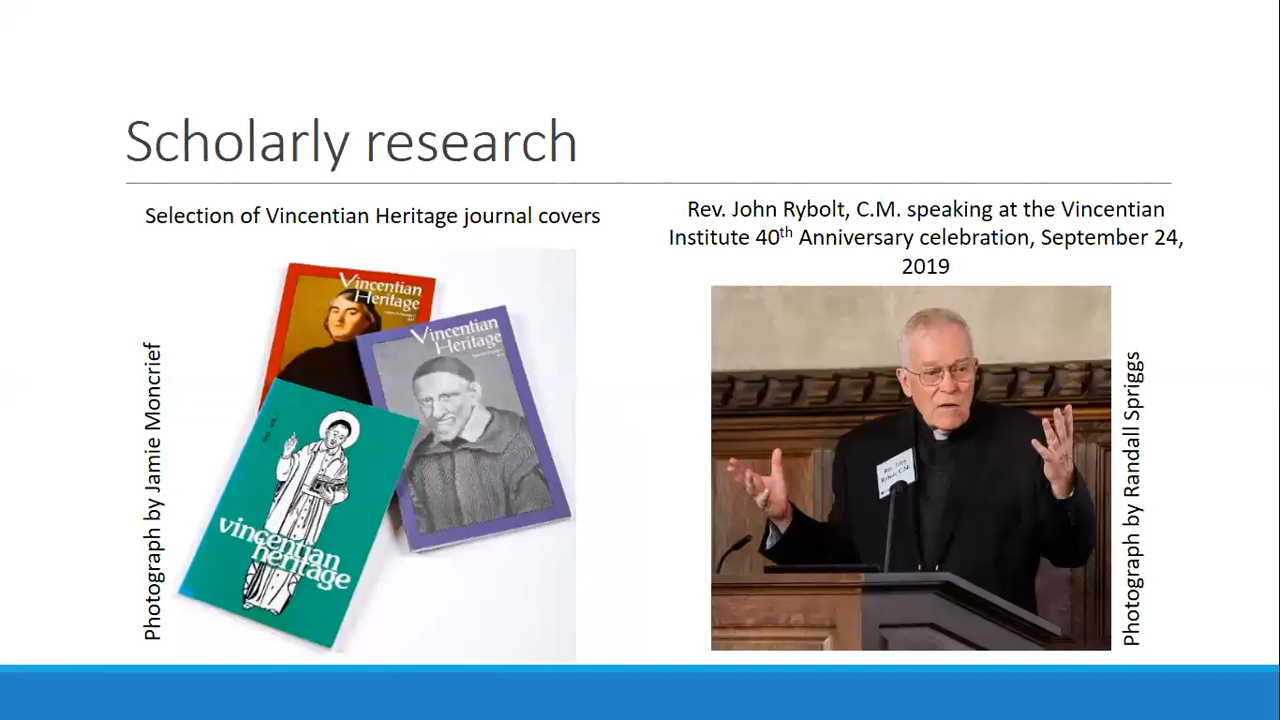 Scholarly research
Selection of Vincentian Heritage journal covers
Photograph by Jamie Moncrief
Vincentian
Heritage
Vincentian
Heritage
vincentian
heritage
Rev. John Rybolt, C.M. speaking at the Vincentian
Institute 40th Anniversary celebration, September 24,
2019
Rybolt, C.M.
Photograph by Randall Spriggs